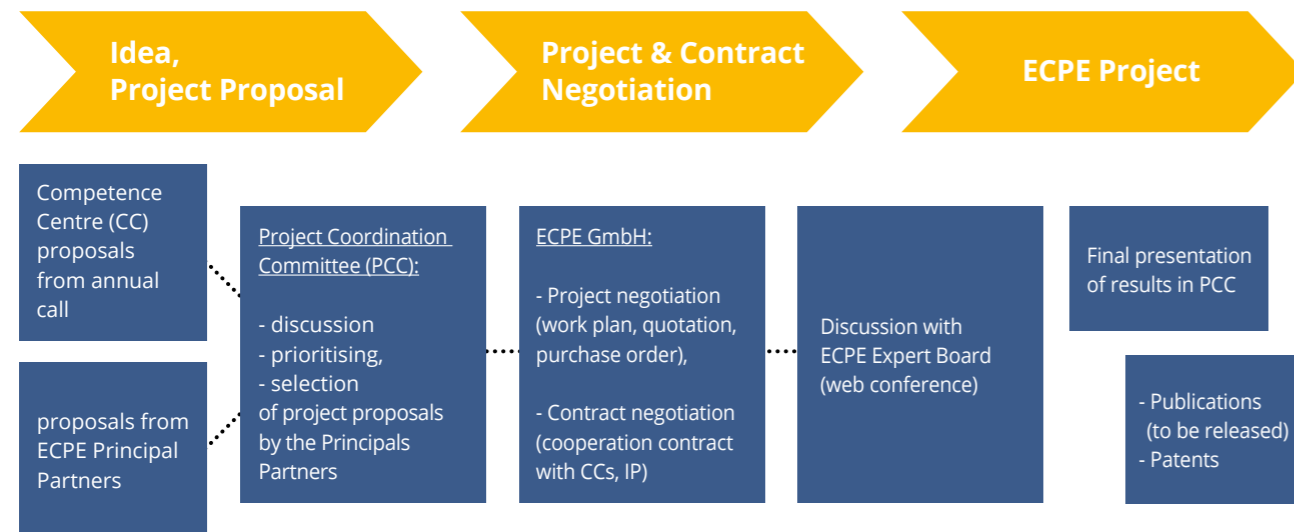 Idea,
Project Proposal
Project & Contract
Negotiation
ECPE Project
Competence
Centre (CC)
proposals
from annual
call
proposals from
ECPE Principal
Partners
Project Coordination
Committee (PCC):
- discussion
- prioritising,
- selection
of project proposals
by the Principals
Partners
ECPE GmbH:
- Project negotiation
(work plan, quotation,
purchase order),
- Contract negotiation
(cooperation contract
with CCs, IP)
Discussion with
ECPE Expert Board
(web conference)
Final presentation
of results in PCC
- Publications
(to be released)
- Patents